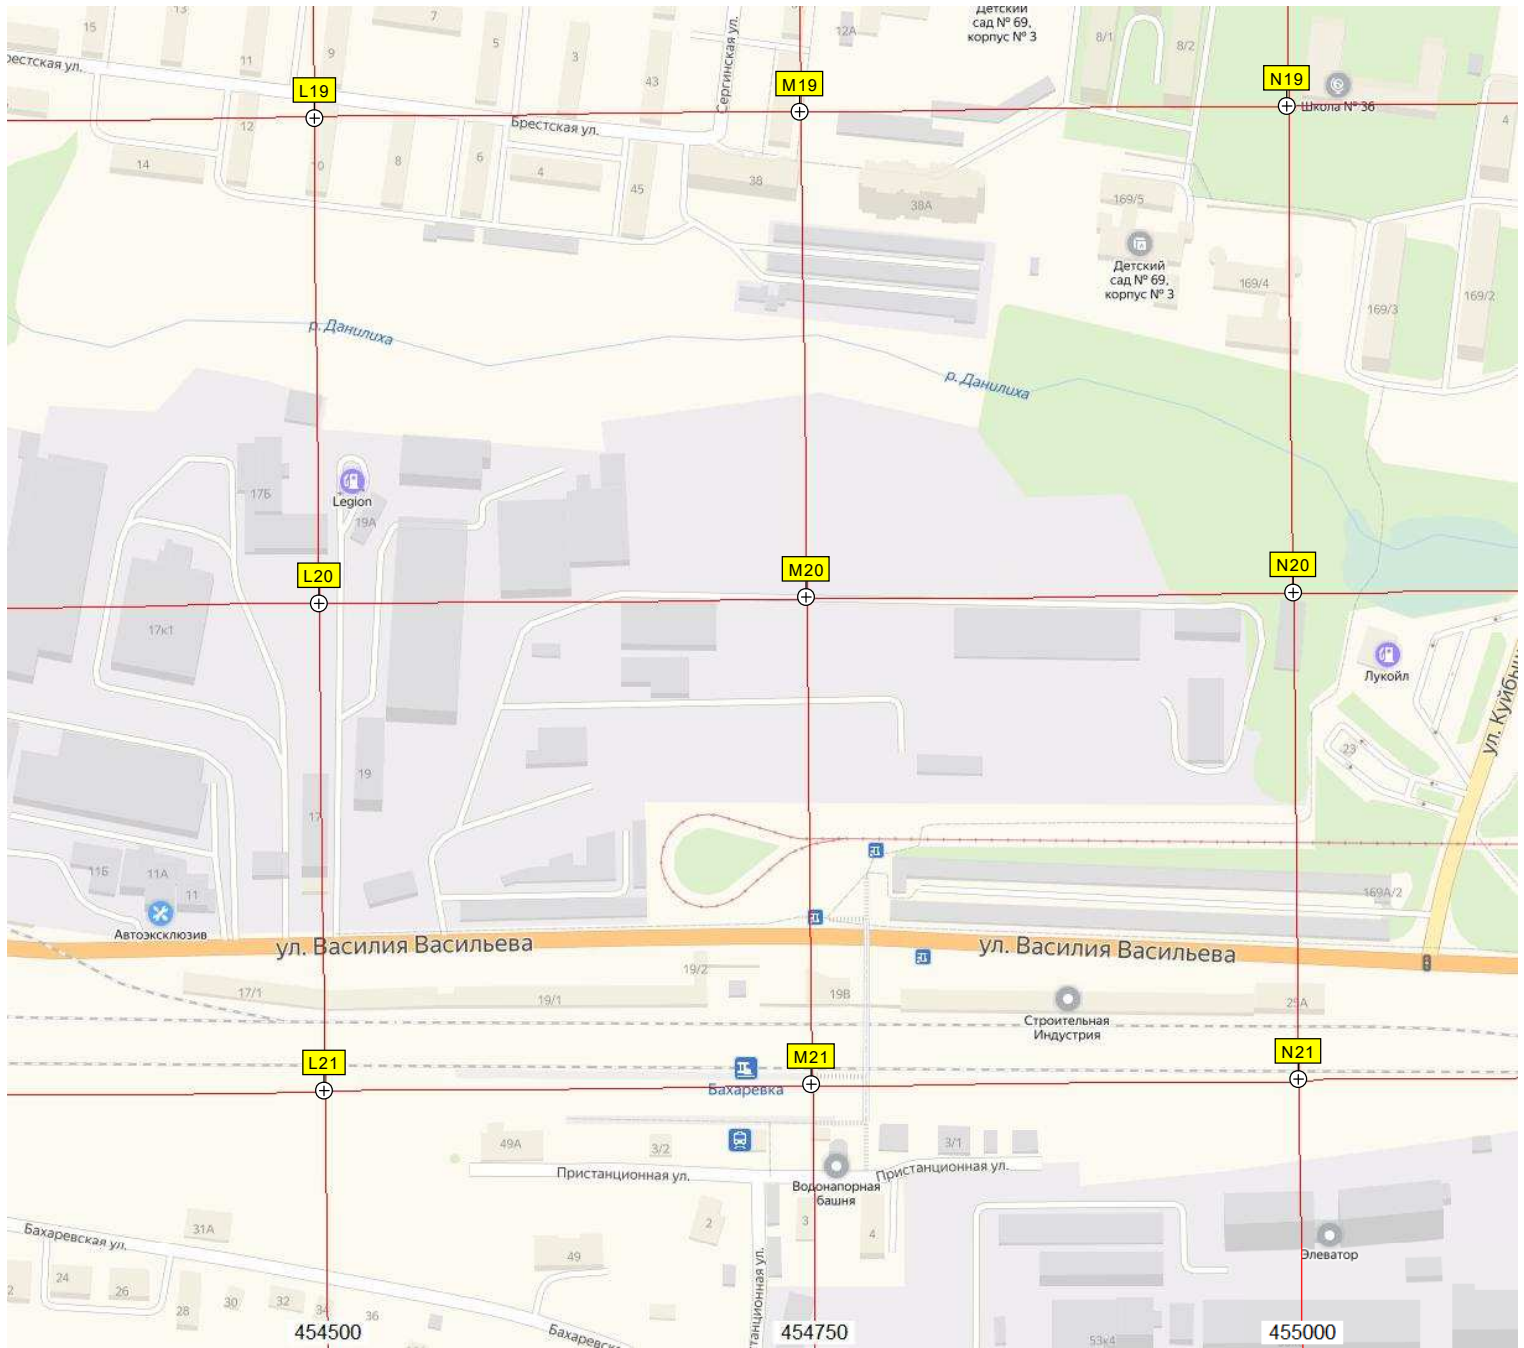 13
7
Детский
сад № 69,
корпус № 3
15
9
5
3
12А
8/1
8/2
11
43
Сергинская ул.
L19
M19
N19
Школа № 36
12
Брестская ул.
4
14
10
8
6
4
45
38
38А
169/5
Детский
сад № 69,
корпус № 3
169/4
169/3
169/2
р. Данилиха
р. Данилиха
17Б
Legion
19А
L20
M20
N20
17к1
Лукойл
23
19
17
11Б
11А
11
169А/2
Автоэксклюзив
ул. Василия Васильева
ул. Василия Васильева
19/2
17/1
19/1
19В
25А
Строительная
Индустрия
L21
M21
N21
Бахаревка
49А
3/2
3/1
Пристанционная ул.
Пристанционная ул.
Водонапорная
башня
31А
2
3
4
Бахаревская ул.
49
Элеватор
24
26
28
30
32
34
36
454500
454750
455000
53к4